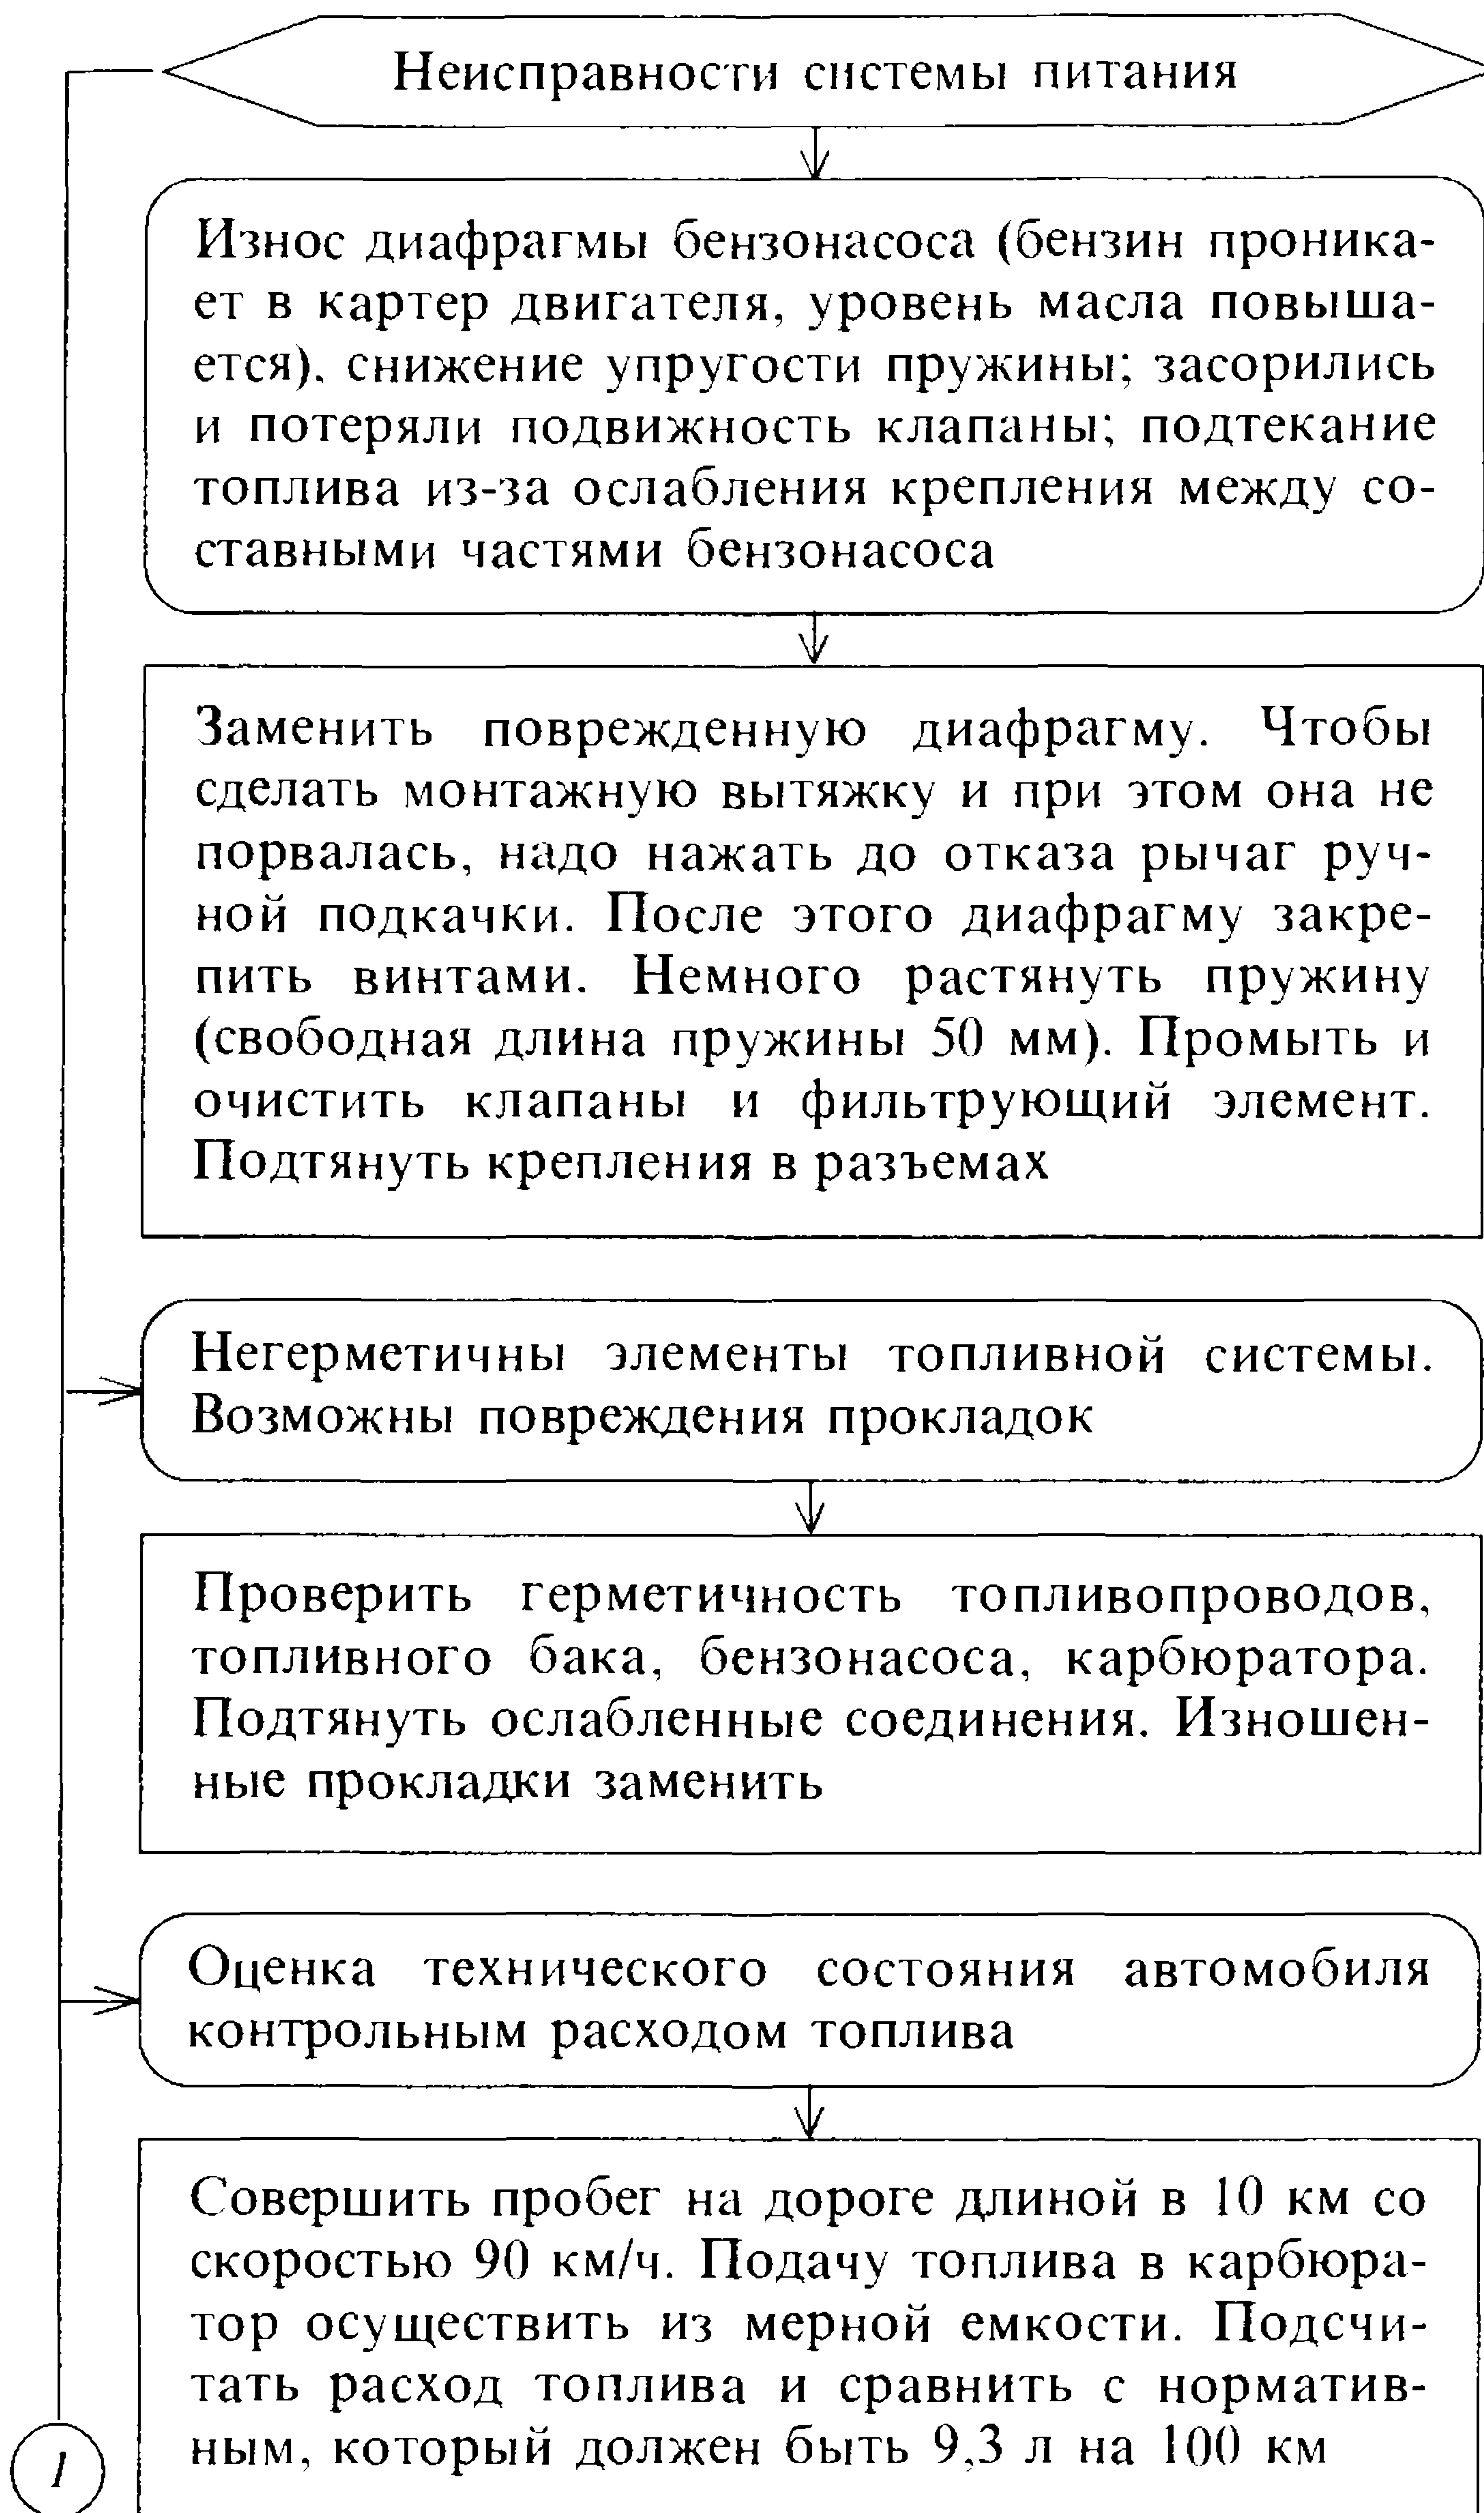 Неисправности системы питания
Износ диафрагмы бензонасоса (бензин проника-
ет в картер двигателя, уровень масла повыша-
ется), снижение упругости пружины; засорились
и потеряли подвижность клапаны; подтекание
топлива из-за ослабления крепления между со-
ставными частями бензонасоса
Заменить поврежденную диафрагму. Чтобы
сделать монтажную вытяжку и при этом она не
порвалась, надо нажать до отказа рычаг руч-
ной подкачки. После этого диафрагму закре-
пить винтами. Немного растянуть пружину
(свободная длина пружины 50 мм). Промыть и
очистить клапаны и фильтрующий элемент.
Подтянуть крепления в разъемах
Негерметичны элементы топливной системы.
Возможны повреждения прокладок
Проверить герметичность топливопроводов,
топливного бака, бензонасоса, карбюратора.
Подтянуть ослабленные соединения. Изношен-
ные прокладки заменить
Оценка технического состояния автомобиля
контрольным расходом топлива
Совершить пробег на дороге длиной в 10 км со
скоростью 90 км/ч. Подачу топлива в карбюра-
тор осуществить из мерной емкости. Подсчи-
тать расход топлива и сравнить с норматив-
ным, который должен быть 9,3 л на 100 км
1